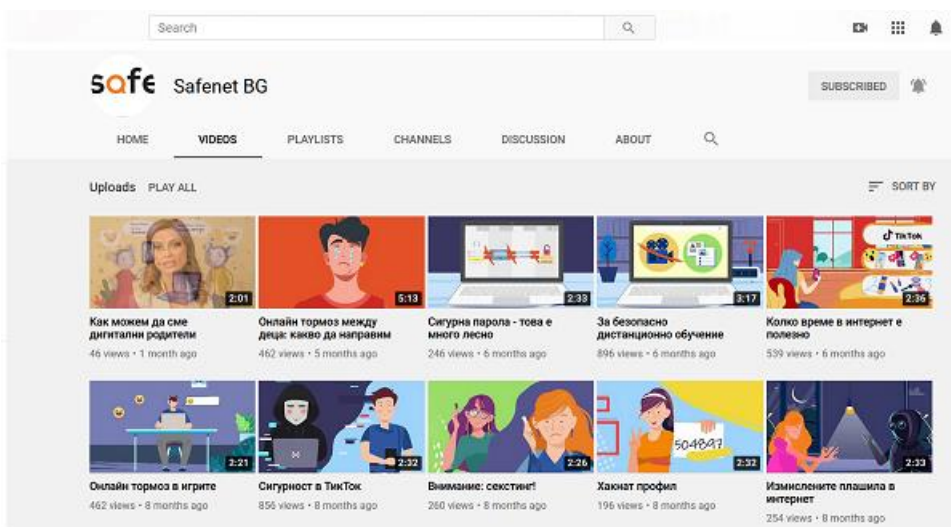 Search
safe Safenet BG
SUBSCRIBED
HOME VIDEOS PLAYLISTS CHANNELS DISCUSSION ABOUT
Uploads PLAY ALL
SORT BY
TikTok
2:01 5:13 2:33 3:17 2:36
Как можем да сме
дигитални родители
46 views • 1 month ago
Онлайн тормоз между
деца: какво да направим
462 views • 5 months ago
Сигурна парола - това е
много лесно
246 views • 6 months ago
За безопасно
дистанционно обучение
896 views • 6 months ago
Колко време в интернет е
полезно
539 views • 6 months ago
504897
2:21 2:32 2:26 2:32 2:33
Онлайн тормоз в игрите
462 views • 8 months ago
Сигурност в ТикТок
856 views • 8 months ago
Внимание: секстинг!
260 views • 8 months ago
Хакнат профил
196 views • 8 months ago
Измислените плашила в
интернет
254 views • 8 months ago